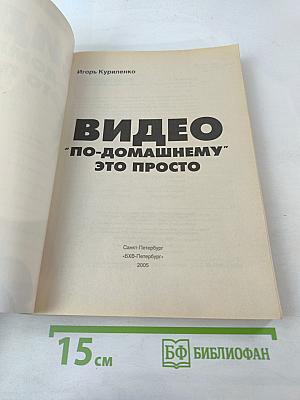 Игорь Куриленко
ВИДЕО
"ПО-ДОМАШНЕМУ"
ЭТО ПРОСТО
Санкт-Петербург
«БХВ-Петербург»
2005
15 см
БФ БИБЛИОФАН